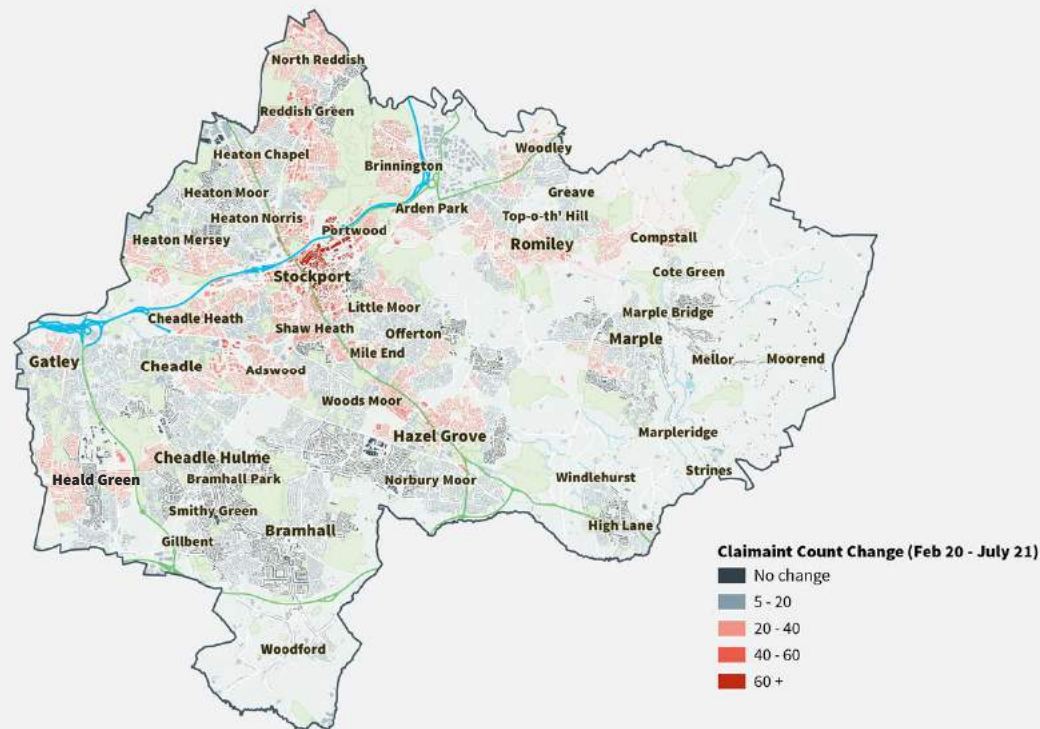 North Reddish
Reddish Green
Heaton Chapel
Woodley
Brinnington
Heaton Moor
Greave
Arden Park
Heaton Norris
Top-o-th' Hill
Portwood
Heaton Mersey
Romiley
Compstall
Stockport
Cote Green
Little Moor
Marple Bridge
Cheadle Heath
Shaw Heath
Offerton
Marple
Mile End
Mellor
Moorend
Gatley
Cheadle
Adswood
Woods Moor
Hazel Grove
Marpleridge
Cheadle Hulme
Strines
Heald Green
Bramhall Park
Norbury Moor
Windlehurst
Smithy Green
High Lane
Bramhall
Gillbent
Woodford
Claimaint Count Change (Feb 20 - July 21)
No change
5 - 20
20 - 40
40 - 60
60 +